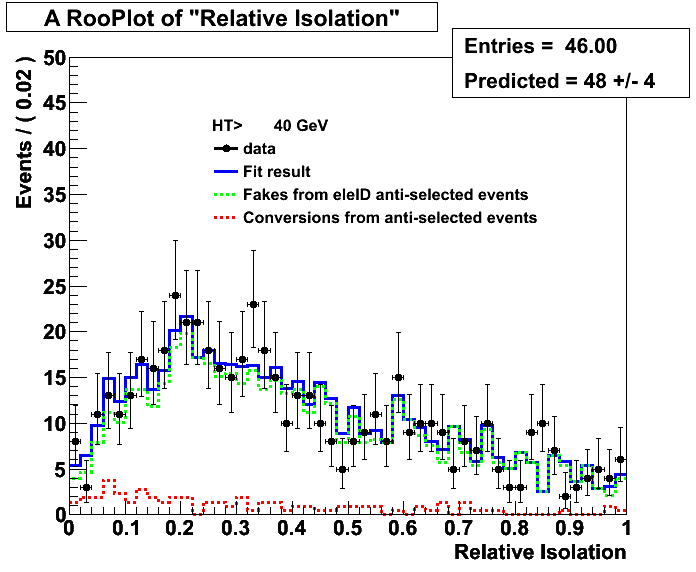 A RooPlot of "Relative Isolation"
Entries =  46.00
Predicted = 48 +/- 4
Events / ( 0.02 )
50
45
40
35
30
25
20
15
10
5
0
HT>      40 GeV
data
Fit result
Fakes from eleID anti-selected events
Conversions from anti-selected events
0 0.1 0.2 0.3 0.4 0.5 0.6 0.7 0.8 0.9 1
Relative Isolation